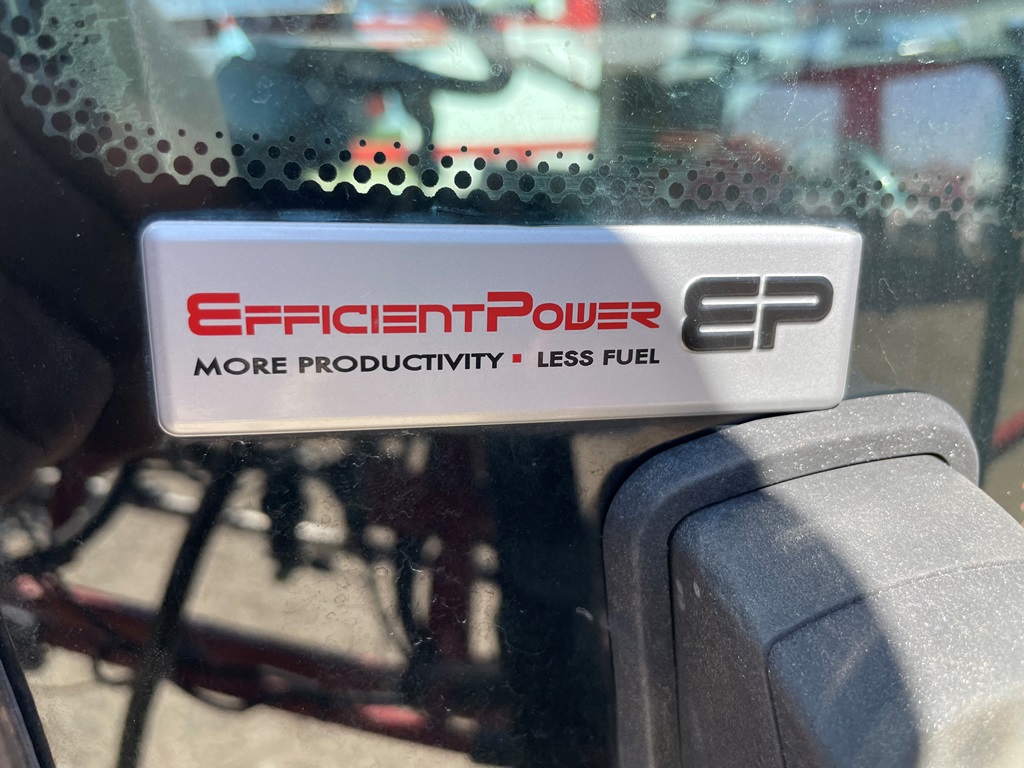 EFFICIENTPOWER EP
MORE PRODUCTIVITY ▪ LESS FUEL